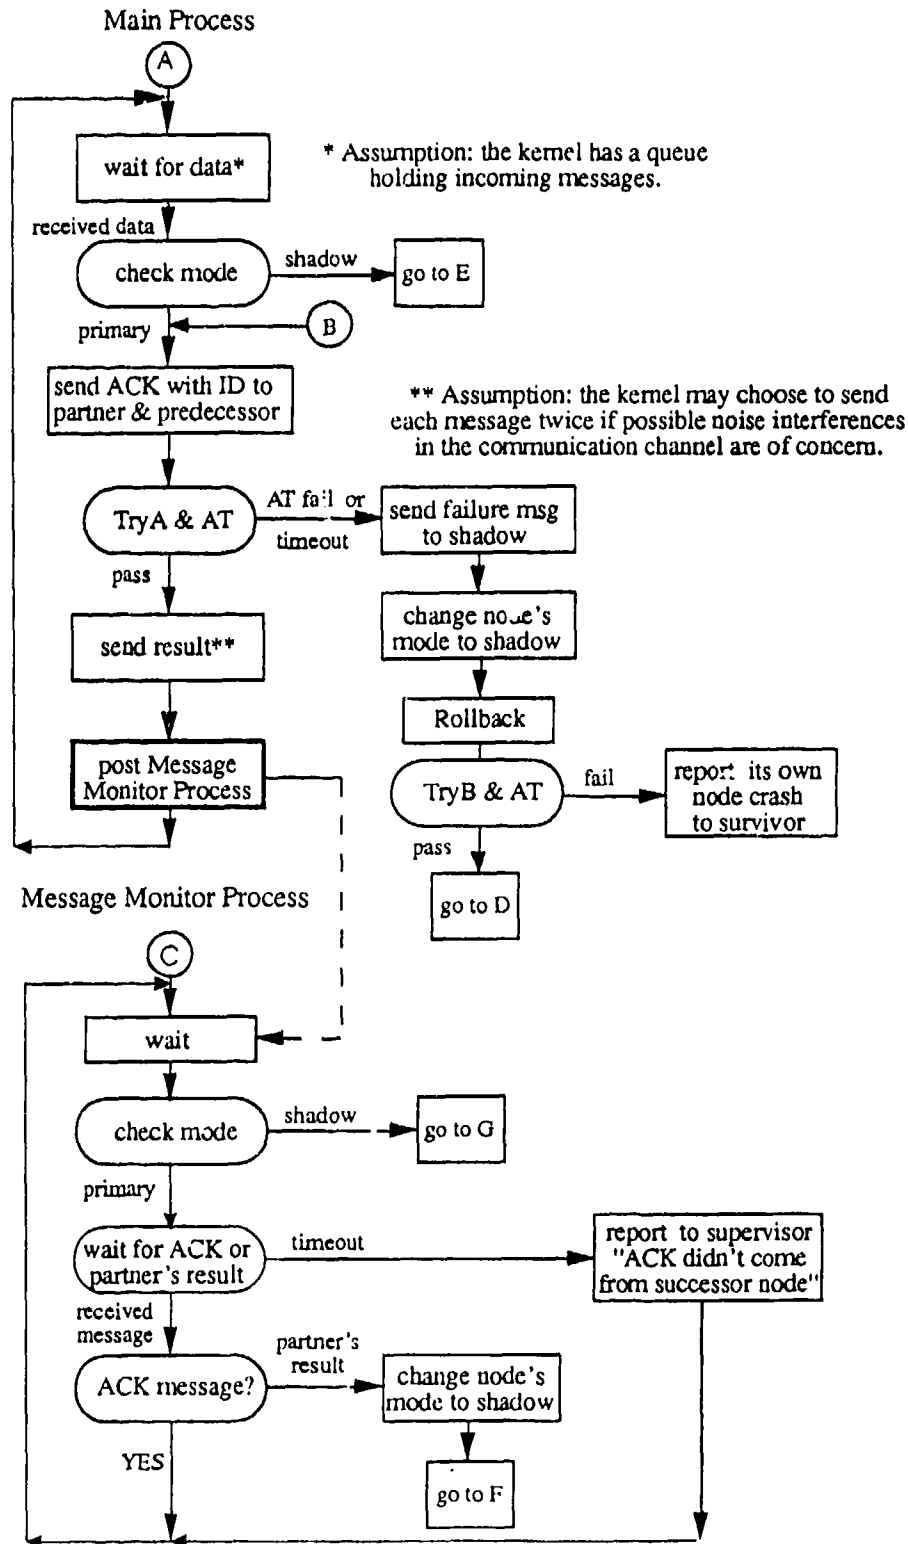 Main Process
A
wait for data*
* Assumption: the kernel has a queue
holding incoming messages.
received data
check mode
shadow
go to E
primary
B
send ACK with ID to
partner & predecessor
** Assumption: the kernel may choose to send
each message twice if possible noise interferences
in the communication channel are of concern.
TryA & AT
AT fail or
timeout
send failure msg
to shadow
pass
change node's
mode to shadow
send result**
Rollback
post Message
Monitor Process
TryB & AT
fail
report its own
node crash
to survivor
pass
go to D
Message Monitor Process
C
wait
check mode
shadow
go to G
primary
wait for ACK or
partner's result
timeout
report to supervisor
"ACK didn't come
from successor node"
received
message
ACK message?
partner's
result
change node's
mode to shadow
YES
go to F